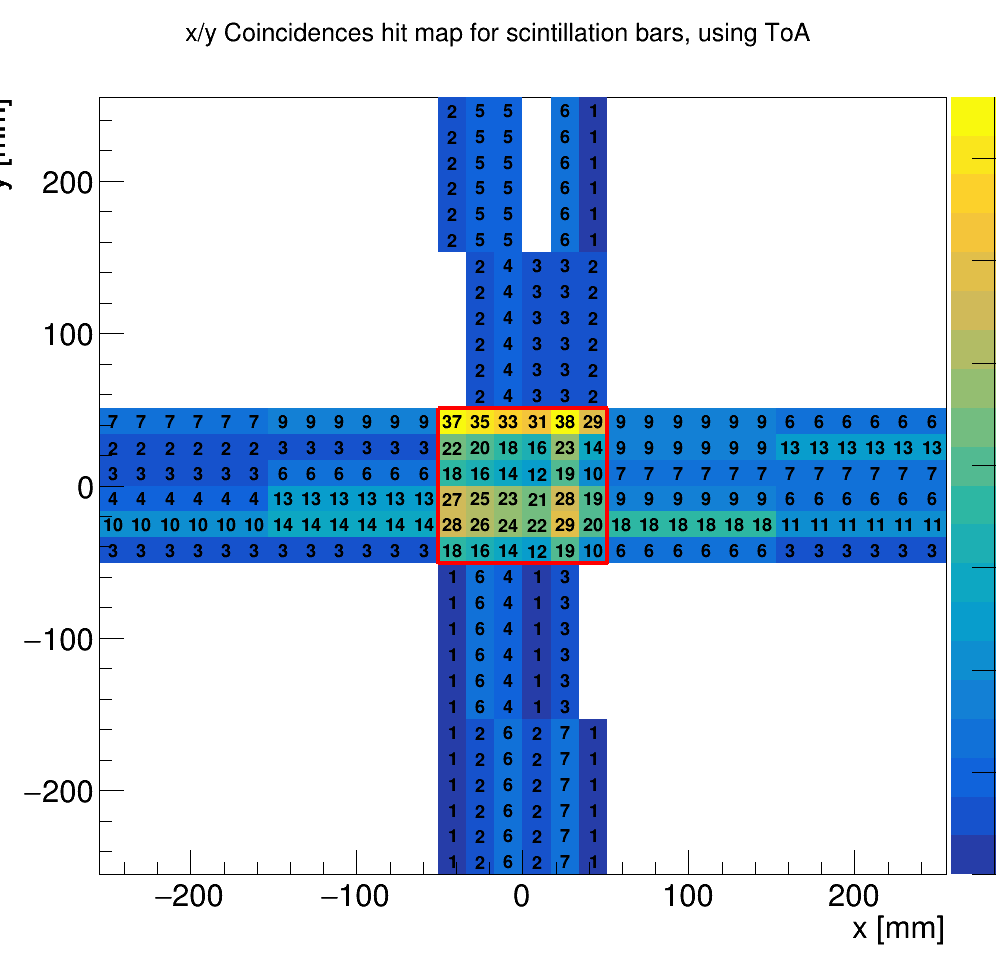 x/y Coincidences hit map for scintillation bars, using ToA
y [mm]
2 5 5 6 1
2 5 5 6 1
2 5 5 6 1
200 2 5 5 6 1
2 5 5 6 1
2 5 5 6 1
2 4 3 3 2
2 4 3 3 2
2 4 3 3 2
100 2 4 3 3 2
2 4 3 3 2
2 4 3 3 2
7 7 7 7 7 7 9 9 9 9 9 9 37 35 33 31 38 29 9 9 9 9 9 9 6 6 6 6 6 6
2 2 2 2 2 2 3 3 3 3 3 3 22 20 18 16 23 14 9 9 9 9 9 9 13 13 13 13 13 13
3 3 3 3 3 3 6 6 6 6 6 6 18 16 14 12 19 10 7 7 7 7 7 7 7 7 7 7 7 7
0 4 4 4 4 4 4 13 13 13 13 13 13 27 25 23 21 28 19 9 9 9 9 9 9 6 6 6 6 6 6
10 10 10 10 10 10 14 14 14 14 14 14 28 26 24 22 29 20 18 18 18 18 18 18 11 11 11 11 11 11
3 3 3 3 3 3 3 3 3 3 3 3 18 16 14 12 19 10 6 6 6 6 6 6 3 3 3 3 3 3
1 6 4 1 3
1 6 4 1 3
−100 1 6 4 1 3
1 6 4 1 3
1 6 4 1 3
1 6 4 1 3
1 2 6 2 7 1
1 2 6 2 7 1
−200 1 2 6 2 7 1
1 2 6 2 7 1
1 2 6 2 7 1
1 2 6 2 7 1
−200 −100 0 100 200
x [mm]